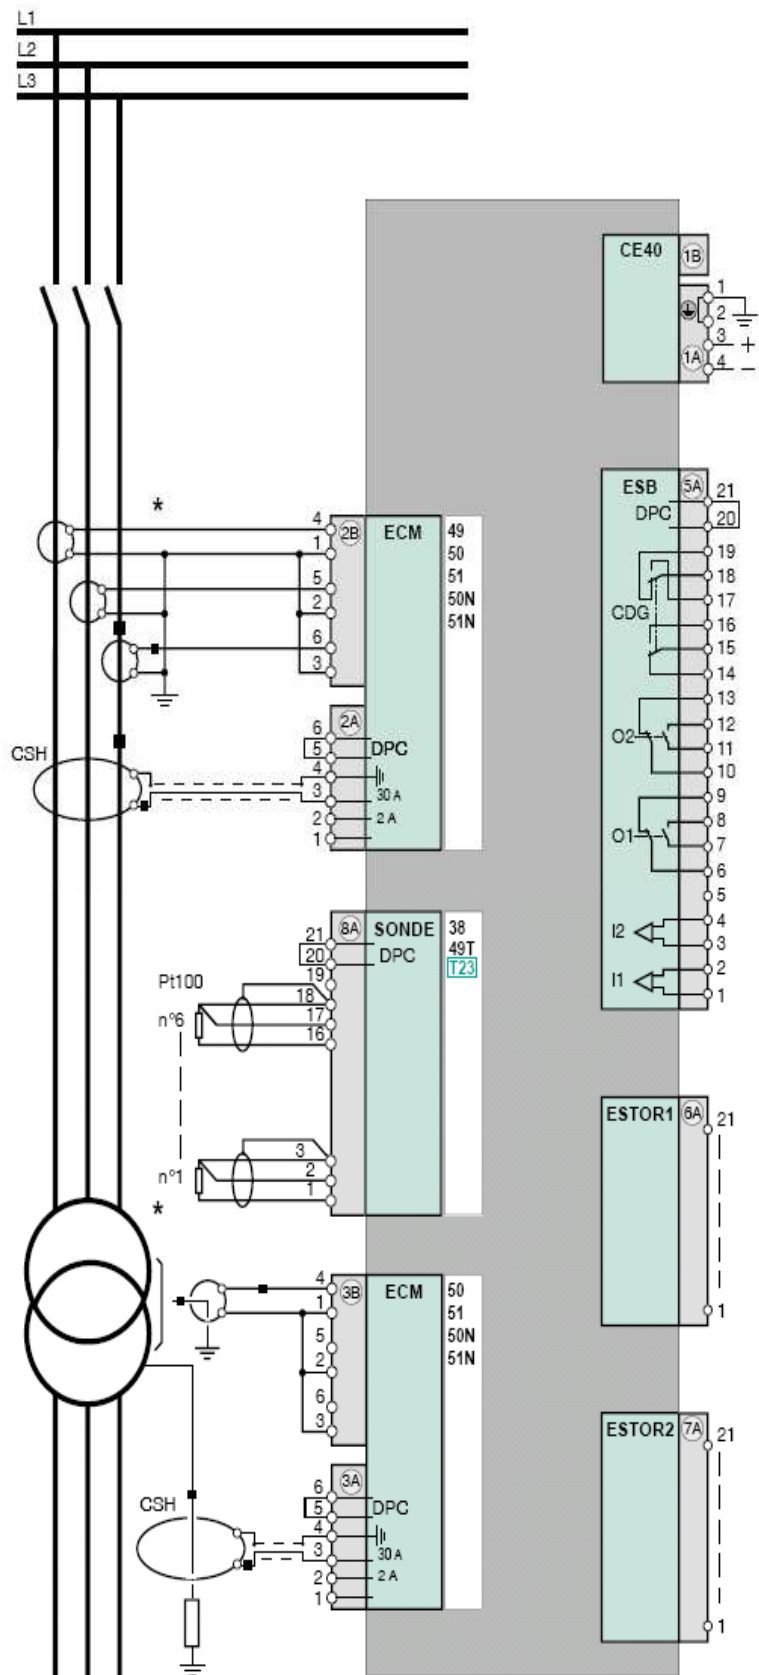 L1
L2
L3
CE40
1B
1
2
3
+
1A
4
−
*
4
2B
ECM
49
1
50
5
51
2
50N
51N
6
3
2A
6
DPC
5
CSH
4
3
30 A
2
2 A
1
8A
SONDE
38
21
DPC
49T
20
T23
19
Pt100
18
n°6
17
16
3
2
n°1
1
*
4
3B
ECM
50
1
51
5
50N
2
51N
6
3
3A
6
DPC
5
CSH
4
3
30 A
2
2 A
1
ESB
5A
21
DPC
20
19
18
17
CDG
16
15
14
13
12
O2
11
10
9
8
O1
7
6
5
4
I2
3
2
I1
1
ESTOR1
6A
21
1
ESTOR2
7A
21
1